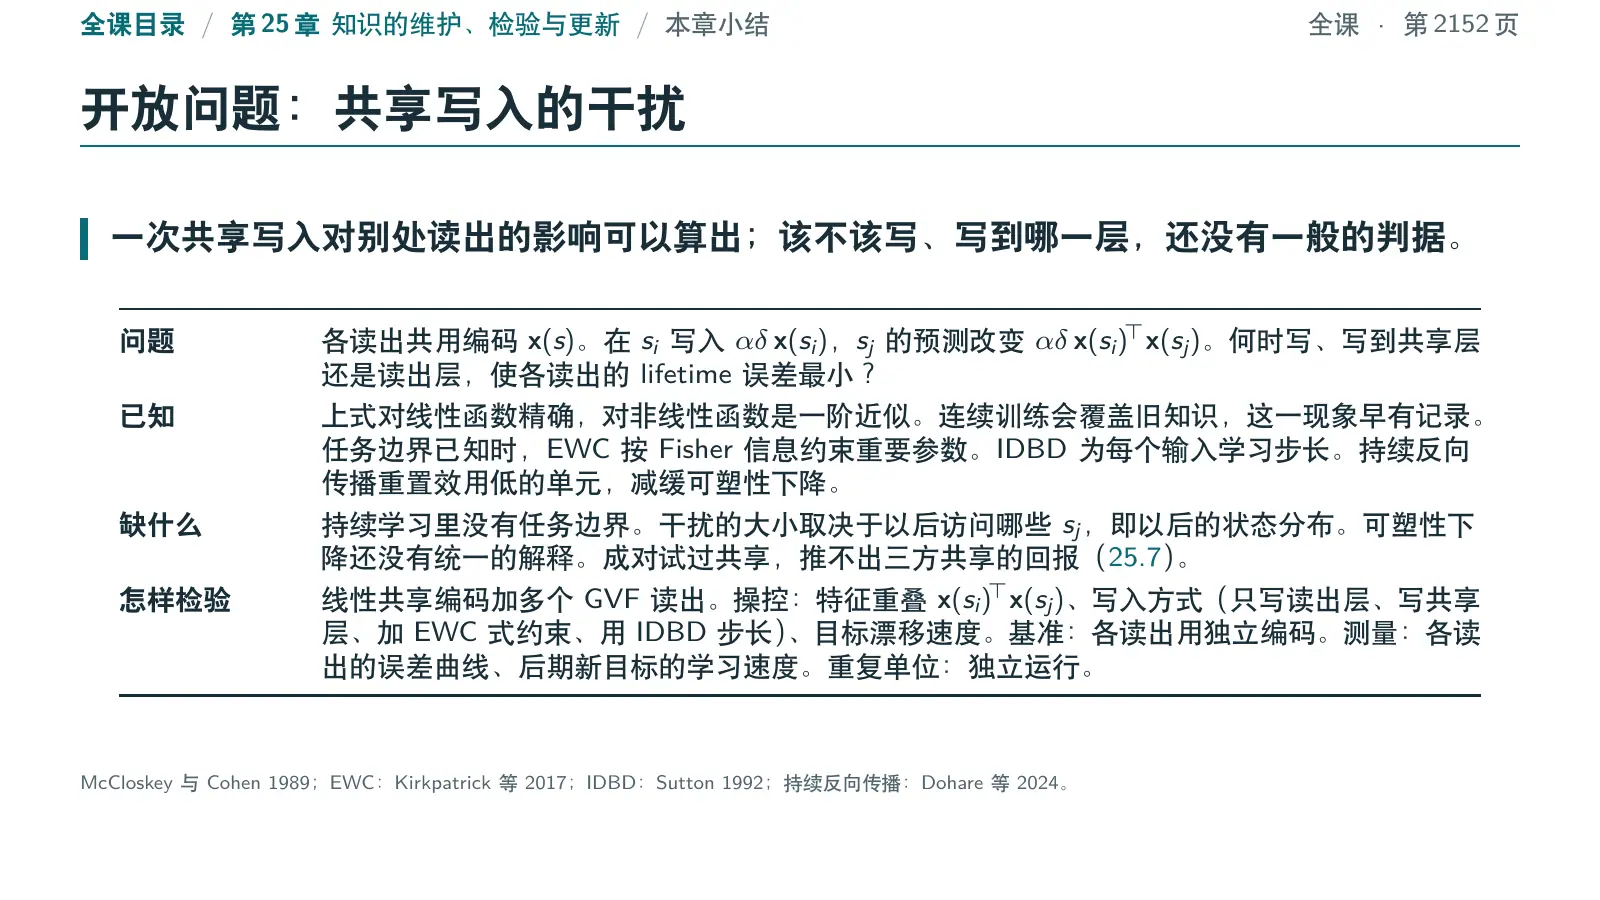 全课目录 / 第 25 章 知识的维护、检验与更新 / 本章小结
全课 · 第 2152 页
开放问题：共享写入的干扰
一次共享写入对别处读出的影响可以算出；该不该写、写到哪一层，还没有一般的判据。
问题
各读出共用编码 x(s)。在 sᵢ 写入 αδ x(sᵢ)，sⱼ 的预测改变 αδ x(sᵢ)⊤x(sⱼ)。何时写、写到共享层
还是读出层，使各读出的 lifetime 误差最小？
已知
上式对线性函数精确，对非线性函数是一阶近似。连续训练会覆盖旧知识，这一现象早有记录。
任务边界已知时，EWC 按 Fisher 信息约束重要参数。IDBD 为每个输入学习步长。持续反向
传播重置效用低的单元，减缓可塑性下降。
缺什么
持续学习里没有任务边界。干扰的大小取决于以后访问哪些 sⱼ，即以后的状态分布。可塑性下
降还没有统一的解释。成对试过共享，推不出三方共享的回报（25.7）。
怎样检验
线性共享编码加多个 GVF 读出。操控：特征重叠 x(sᵢ)⊤x(sⱼ)、写入方式（只写读出层、写共享
层、加 EWC 式约束、用 IDBD 步长）、目标漂移速度。基准：各读出用独立编码。测量：各读
出的误差曲线、后期新目标的学习速度。重复单位：独立运行。
McCloskey 与 Cohen 1989；EWC：Kirkpatrick 等 2017；IDBD：Sutton 1992；持续反向传播：Dohare 等 2024。